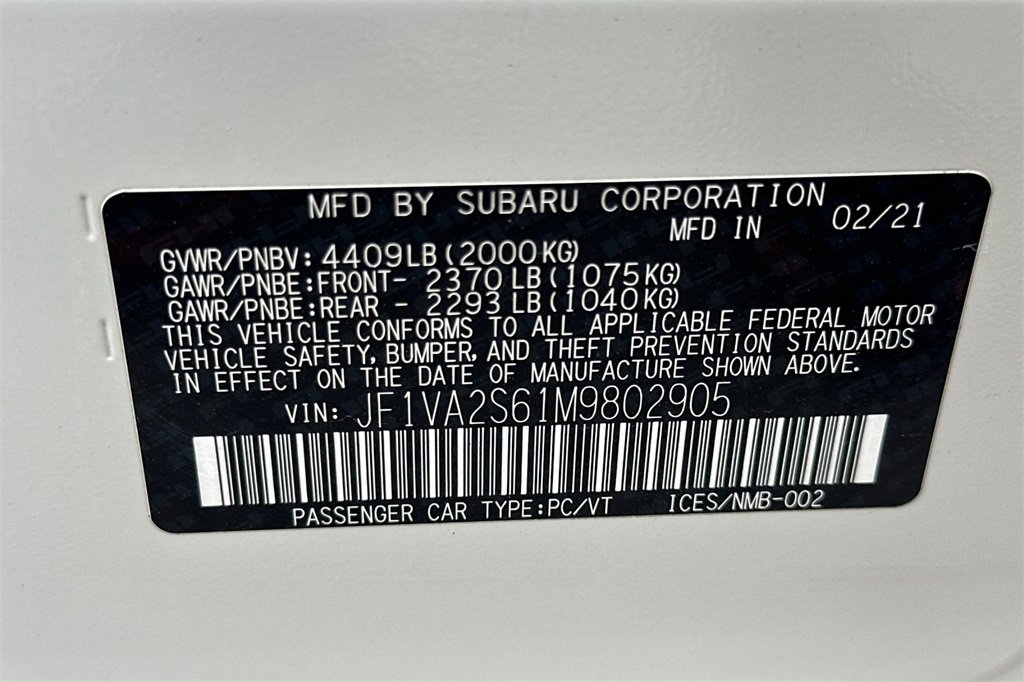 MFD BY SUBARU CORPORATION
MFD IN 02/21
GVWR/PNBV: 4409LB (2000KG)
GAWR/PNBE:FRONT- 2370 LB (1075KG)
GAWR/PNBE:REAR - 2293 LB (1040KG)
THIS VEHICLE CONFORMS TO ALL APPLICABLE FEDERAL MOTOR
VEHICLE SAFETY, BUMPER, AND THEFT PREVENTION STANDARDS
IN EFFECT ON THE DATE OF MANUFACTURE SHOWN ABOVE.
VIN: JF1VA2S61M9802905
PASSENGER CAR TYPE:PC/VT ICES/NMB-002